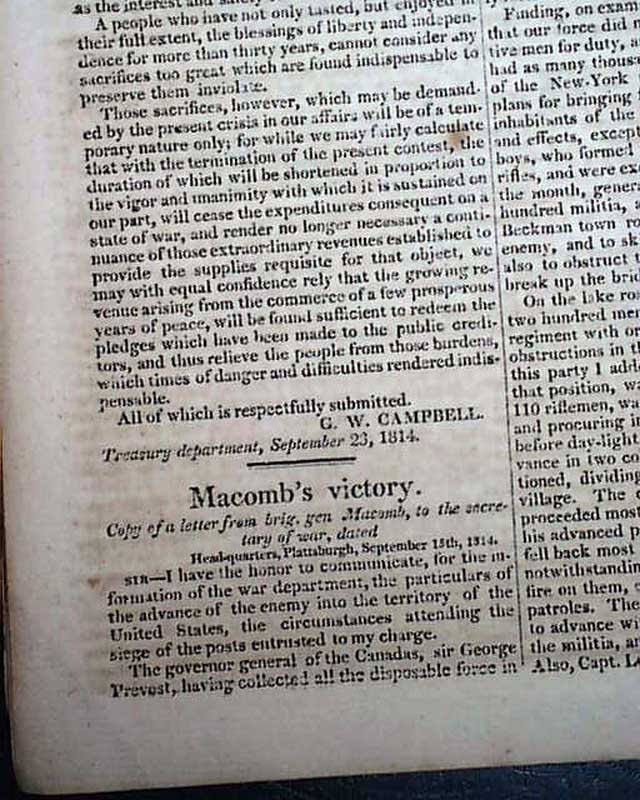 as the interest and safety
A people who have not only tasted, but enjoyed in
their full extent, the blessings of liberty and indepen-
dence for more than thirty years, cannot consider any
sacrifices too great which are found indispensable to
preserve them inviolate.
Those sacrifices, however, which may be demand-
ed by the present crisis in our affairs will be of a tem-
porary nature only; for while we may fairly calculate
that with the termination of the present contest, the
duration of which will be shortened in proportion to
the vigor and unanimity with which it is sustained on
our part, will cease the expenditures consequent on a
state of war, and render no longer necessary a conti-
nuance of those extraordinary revenues established to
provide the supplies requisite for that object, we
may with equal confidence rely that the growing re-
venue arising from the commerce of a few prosperous
years of peace, will be found sufficient to redeem the
pledges which have been made to the public credi-
tors, and thus relieve the people from those burdens,
which times of danger and difficulties rendered indis-
pensable.
All of which is respectfully submitted.
G. W. CAMPBELL.
Treasury department, September 23, 1814.
Macomb's victory.
Copy of a letter from brig. gen Macomb, to the secre-
tary of war, dated
Head-quarters, Plattsburgh, September 15th, 1814.
SIR—I have the honor to communicate, for the in-
formation of the war department, the particulars of
the advance of the enemy into the territory of the
United States, the circumstances attending the
siege of the posts entrusted to my charge.
The governor general of the Canadas, sir George
Prevost, having collected all the disposable force in
Finding, on exam
that our force did
tive men for duty, a
had as many thous
of the New-York
plans for bringing
inhabitants of the
and effects, excep
boys, who formed
rifles, and were ex
the month, gener
hundred militia, a
Beckman town ro
enemy, and to sk
also to obstruct t
break up the brid
On the lake ro
two hundred men
regiment with or
obstructions in th
this party I adde
that position, wa
110 riflemen, wa
and procuring in
before day-light
vance in two co
tioned, dividing
village. The c
proceeded most
his advanced p
fell back most
notwithstanding
fire on them,
patroles. The
to advance wi
the militia, an
Also, Capt. Le